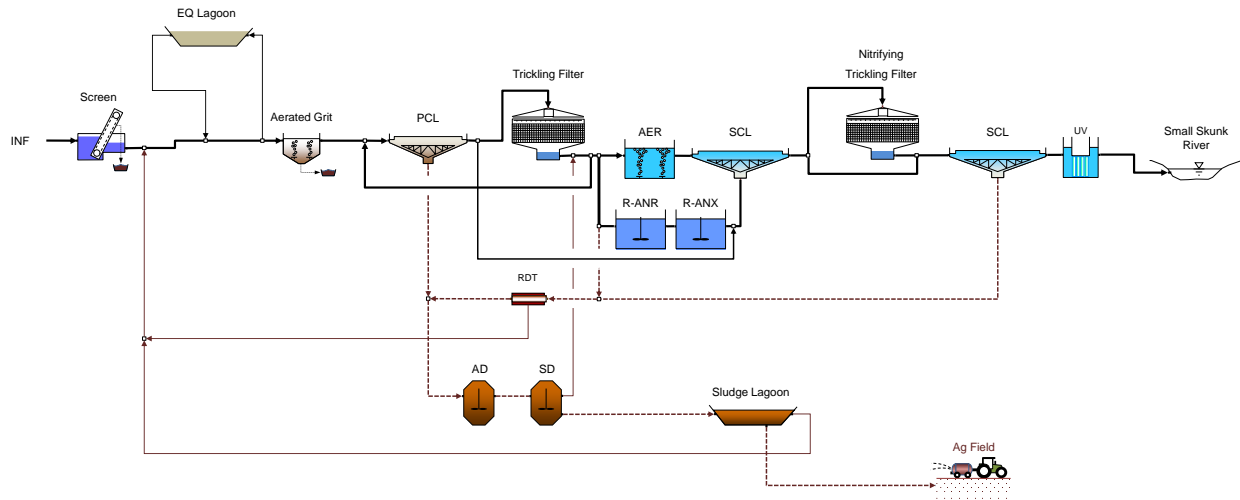 EQ Lagoon
Screen
INF
Aerated Grit
PCL
Trickling Filter
AER
SCL
Nitrifying
Trickling Filter
SCL
UV
Small Skunk
River
R-ANR
R-ANX
RDT
AD
SD
Sludge Lagoon
Ag Field